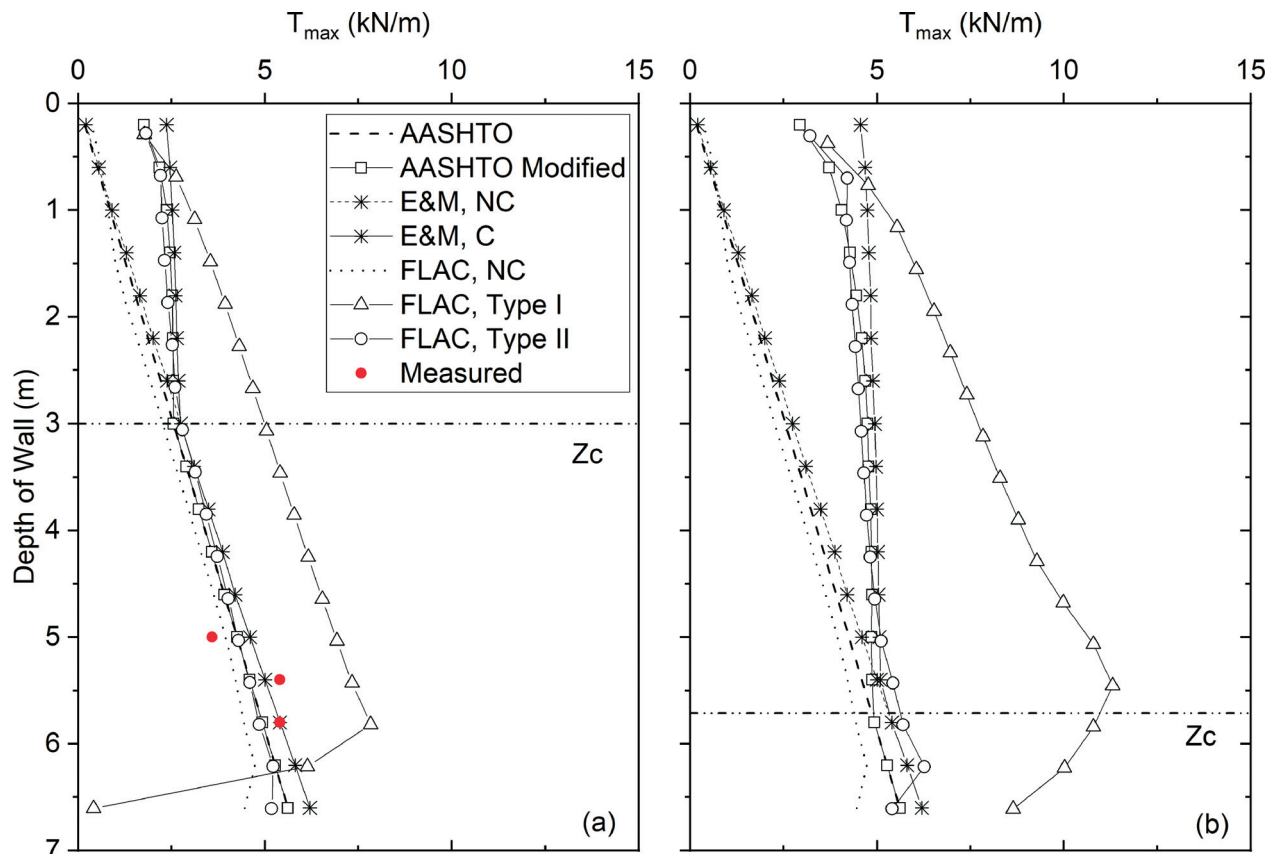 Tmax (kN/m)
Tmax (kN/m)
0 5 10 15
0 5 10 15
Depth of Wall (m)
0
1
2
3
4
5
6
7
AASHTO
AASHTO Modified
E&M, NC
E&M, C
FLAC, NC
FLAC, Type I
FLAC, Type II
Measured
Zc
(a)
Zc
(b)